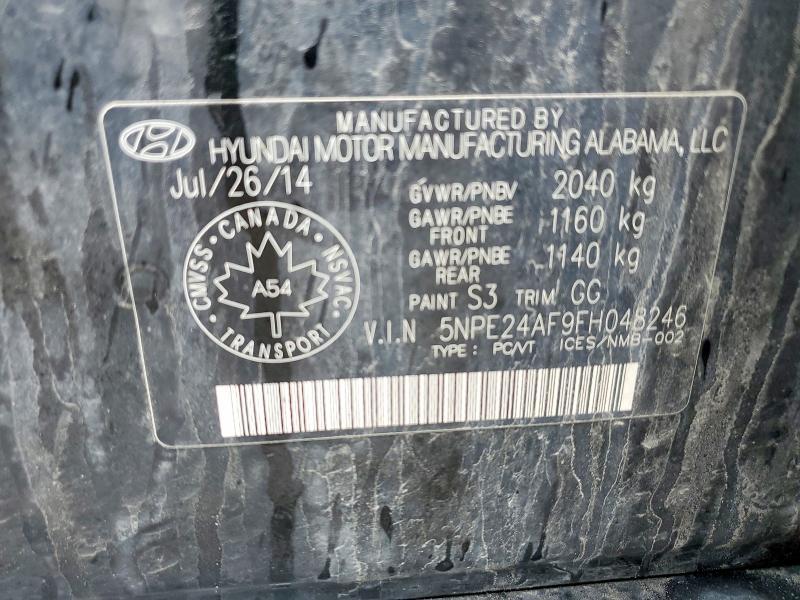 MANUFACTURED BY
HYUNDAI MOTOR MANUFACTURING ALABAMA, LLC
Jul/26/14
GVWR/PNBV 2040 kg
GAWR/PNBE FRONT 1160 kg
GAWR/PNBE REAR 1140 kg
PAINT S3 TRIM GG
V.I.N 5NPE24AF9FH048246
TYPE : PC/VT ICES/NMB-002
CMVSS · CANADA · NSVAC · TRANSPORT ·
A54